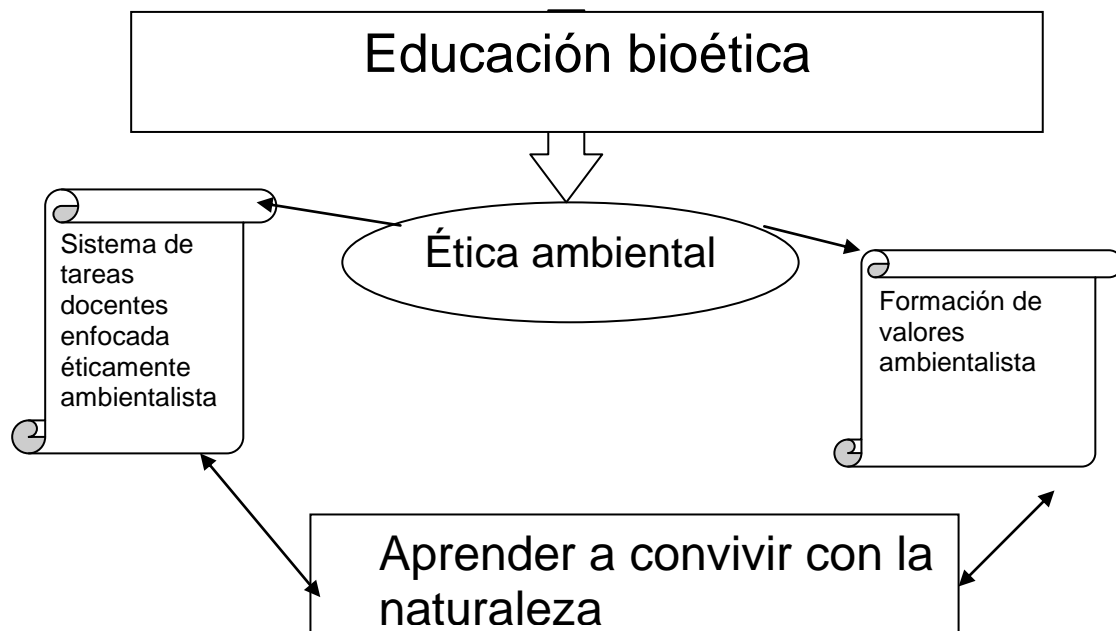 Educación bioética
Ética ambiental
Sistema de
tareas
docentes
enfocada
éticamente
ambientalista
Formación de
valores
ambientalista
Aprender a convivir con la
naturaleza